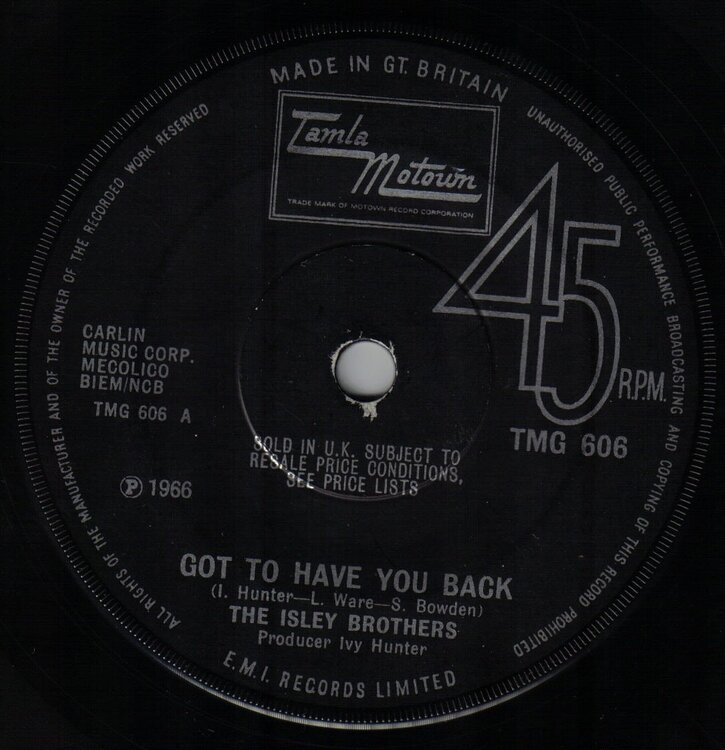 MADE IN GT. BRITAIN
ALL RIGHTS OF THE MANUFACTURER AND OF THE OWNER OF THE RECORDED WORK RESERVED
UNAUTHORISED PUBLIC PERFORMANCE BROADCASTING AND COPYING OF THIS RECORD PROHIBITED
Tamla
Motown
TRADE MARK OF MOTOWN RECORD CORPORATION
45
R.P.M.
CARLIN
MUSIC CORP.
MECOLICO
BIEM/NCB
TMG 606 A
TMG 606
SOLD IN U.K. SUBJECT TO
RESALE PRICE CONDITIONS,
SEE PRICE LISTS
Ⓟ 1966
GOT TO HAVE YOU BACK
(I. Hunter—L. Ware—S. Bowden)
THE ISLEY BROTHERS
Producer Ivy Hunter
E.M.I. RECORDS LIMITED